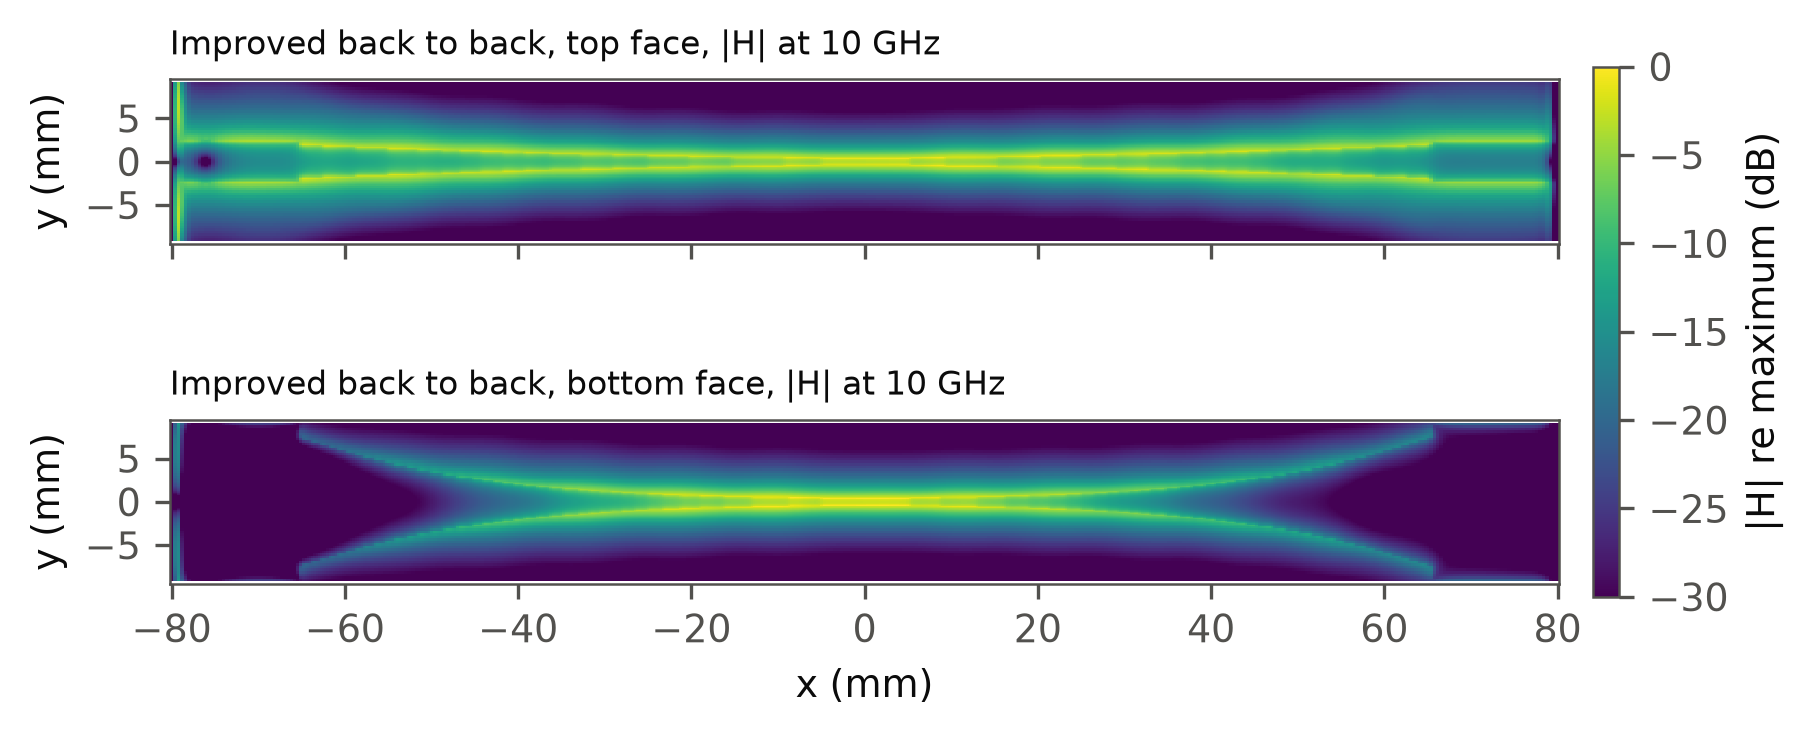 Improved back to back, top face, |H| at 10 GHz
y (mm)
5
0
−5
Improved back to back, bottom face, |H| at 10 GHz
y (mm)
5
0
−5
−80 −60 −40 −20 0 20 40 60 80
x (mm)
0
−5
−10
−15
−20
−25
−30
|H| re maximum (dB)